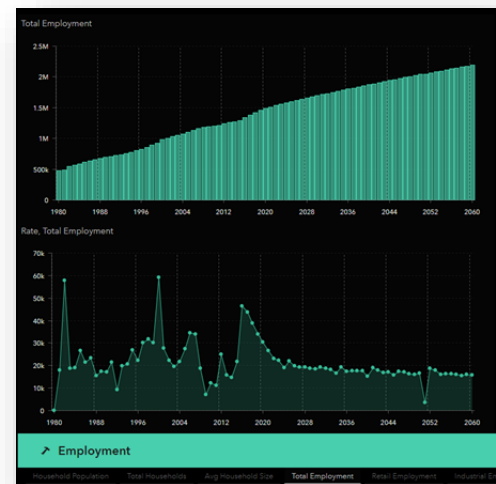 Total Employment
2.5M
2M
1.5M
1M
500k
0
1980 1988 1996 2004 2012 2020 2028 2036 2044 2052 2060
Rate, Total Employment
70k
60k
50k
40k
30k
20k
10k
0
1980 1988 1996 2004 2012 2020 2028 2036 2044 2052 2060
Employment
Household Population Total Households Avg Household Size Total Employment Retail Employment Industrial E